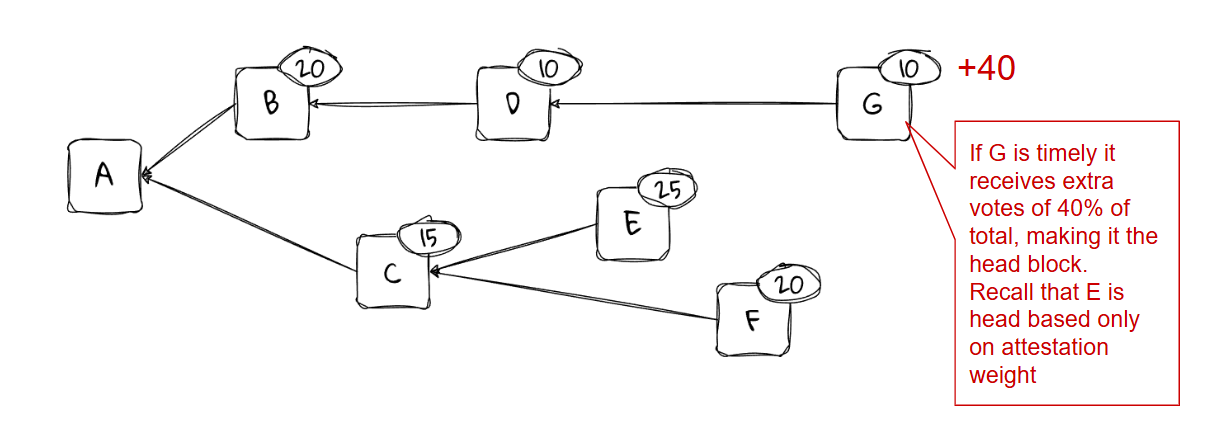 20
B
10
D
10
G
+40
A
25
E
15
C
20
F
If G is timely it
receives extra
votes of 40% of
total, making it the
head block.
Recall that E is
head based only
on attestation
weight